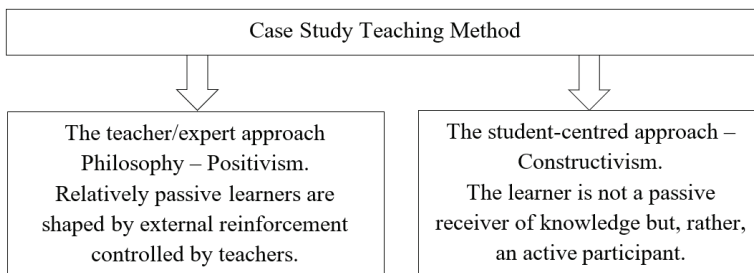 Case Study Teaching Method
The teacher/expert approach
Philosophy – Positivism.
Relatively passive learners are
shaped by external reinforcement
controlled by teachers.
The student-centred approach –
Constructivism.
The learner is not a passive
receiver of knowledge but, rather,
an active participant.